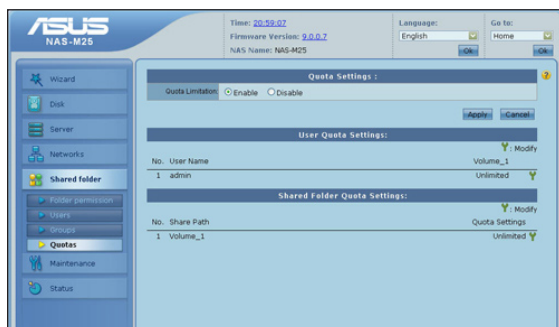 ASUS
NAS-M25
Time: 20:59:07
Firmware Version: 9.0.0.7
NAS Name: NAS-M25
Language:
English
Ok
Go to:
Home
Ok
Wizard
Disk
Server
Networks
Shared folder
Folder permission
Users
Groups
Quotas
Maintenance
Status
Quota Settings :
?
Quota Limitation: Enable Disable
Apply Cancel
User Quota Settings:
: Modify
No. User Name Volume_1
1 admin Unlimited
Shared Folder Quota Settings:
: Modify
No. Share Path Quota Settings
1 Volume_1 Unlimited